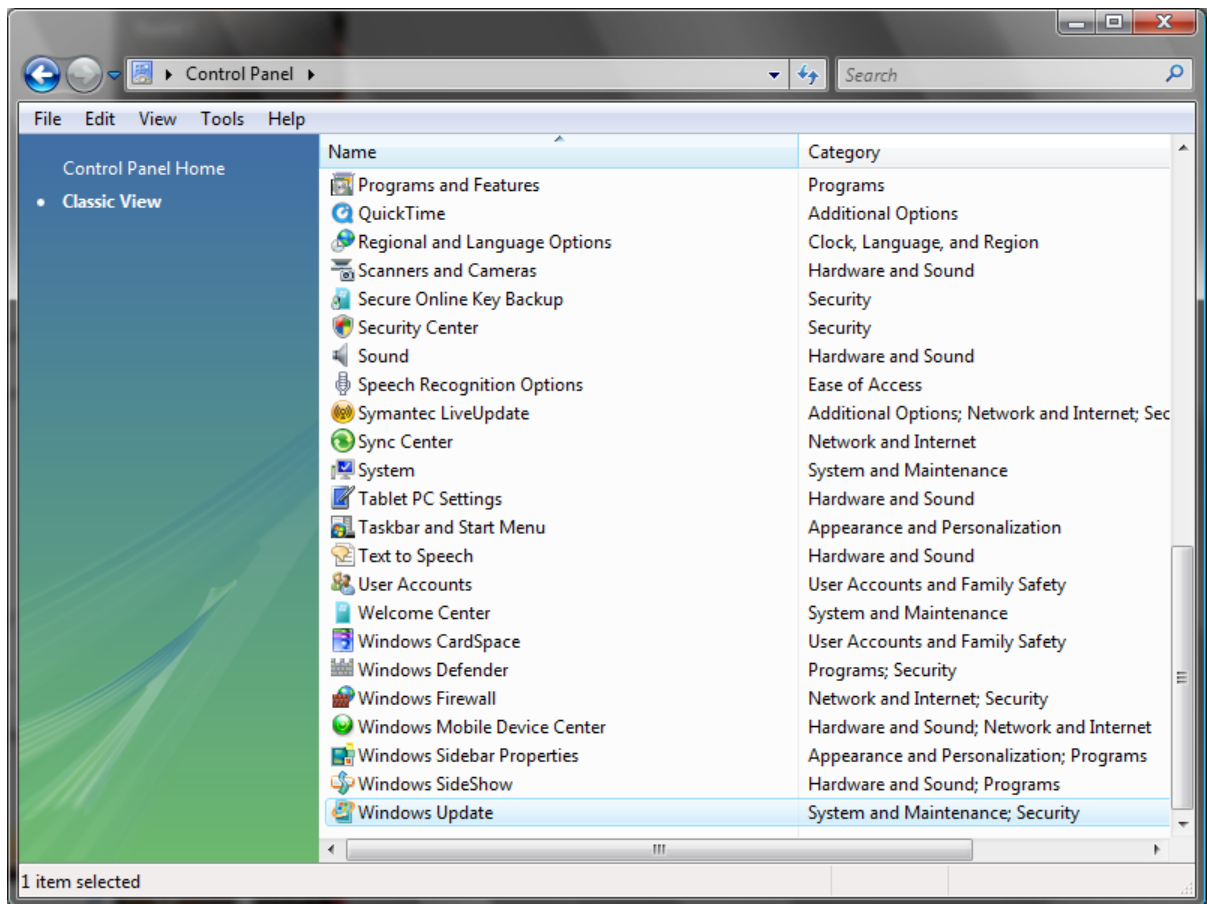 Control Panel
Search
File Edit View Tools Help
Control Panel Home
Classic View
Name Category
Programs and Features Programs
QuickTime Additional Options
Regional and Language Options Clock, Language, and Region
Scanners and Cameras Hardware and Sound
Secure Online Key Backup Security
Security Center Security
Sound Hardware and Sound
Speech Recognition Options Ease of Access
Symantec LiveUpdate Additional Options; Network and Internet; Sec
Sync Center Network and Internet
System System and Maintenance
Tablet PC Settings Hardware and Sound
Taskbar and Start Menu Appearance and Personalization
Text to Speech Hardware and Sound
User Accounts User Accounts and Family Safety
Welcome Center System and Maintenance
Windows CardSpace User Accounts and Family Safety
Windows Defender Programs; Security
Windows Firewall Network and Internet; Security
Windows Mobile Device Center Hardware and Sound; Network and Internet
Windows Sidebar Properties Appearance and Personalization; Programs
Windows SideShow Hardware and Sound; Programs
Windows Update System and Maintenance; Security
1 item selected